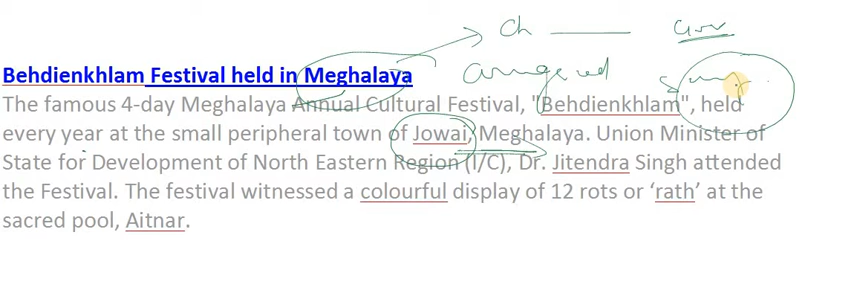 Ch Gov
Behdienkhlam Festival held in Meghalaya
The famous 4-day Meghalaya Annual Cultural Festival, "Behdienkhlam", held
every year at the small peripheral town of Jowai, Meghalaya. Union Minister of
State for Development of North Eastern Region (I/C), Dr. Jitendra Singh attended
the Festival. The festival witnessed a colourful display of 12 rots or ‘rath’ at the
sacred pool, Aitnar.